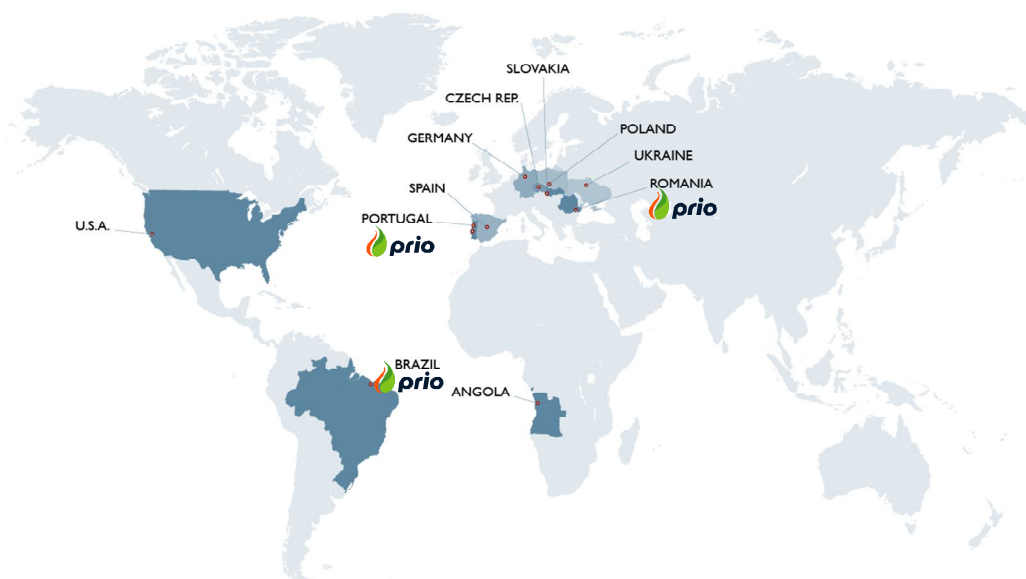 SLOVAKIA
CZECH REP.
POLAND
GERMANY
UKRAINE
SPAIN
ROMANIA
prio
PORTUGAL
U.S.A.
prio
BRAZIL
prio
ANGOLA